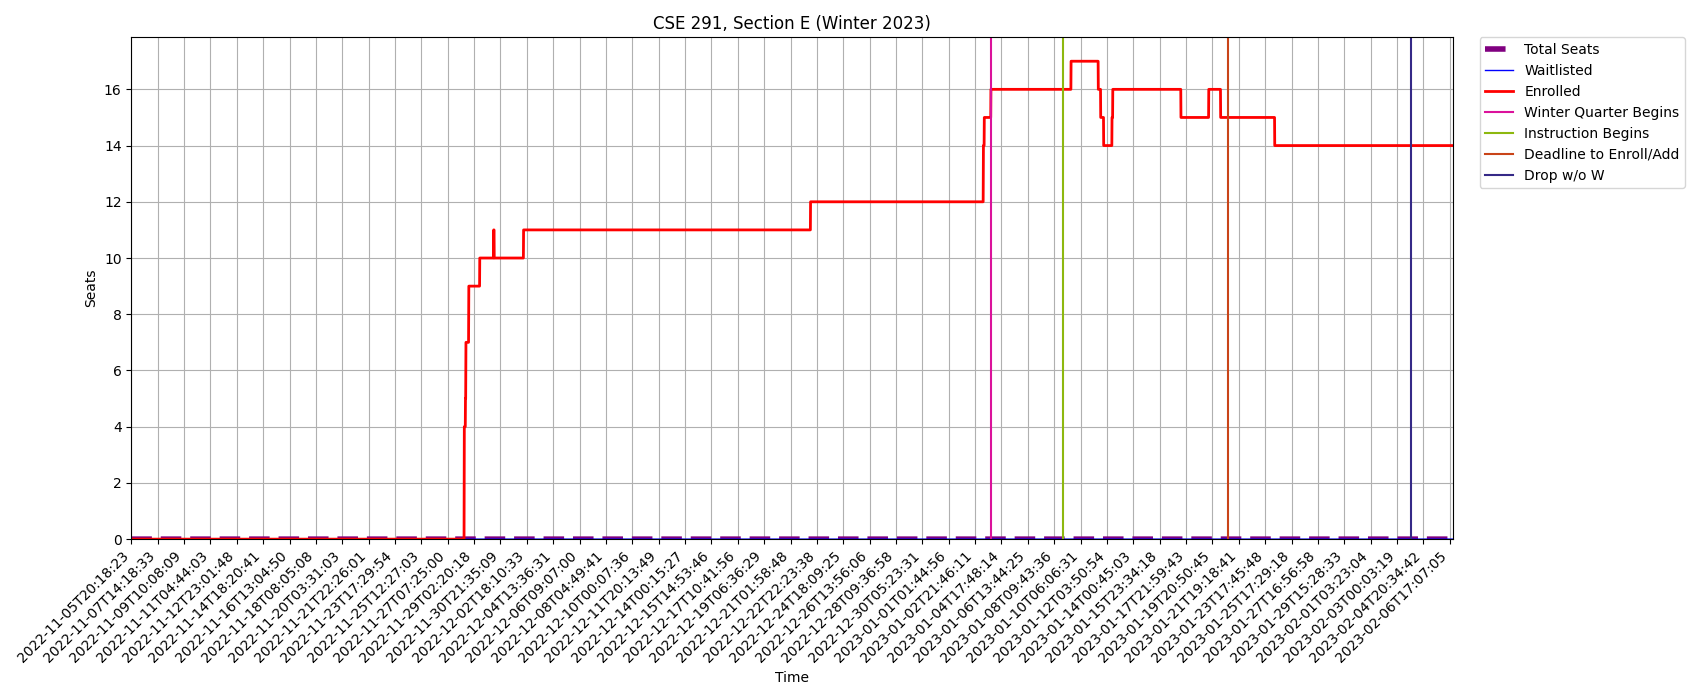 CSE 291, Section E (Winter 2023)
Total Seats
Waitlisted
Enrolled
Winter Quarter Begins
Instruction Begins
Deadline to Enroll/Add
Drop w/o W
Seats
16
14
12
10
8
6
4
2
0
2022-11-05T20:18:23
2022-11-07T14:18:33
2022-11-09T10:08:09
2022-11-11T04:44:03
2022-11-12T23:01:48
2022-11-14T18:20:41
2022-11-16T13:04:50
2022-11-18T08:05:08
2022-11-20T03:31:03
2022-11-21T22:26:01
2022-11-23T17:29:54
2022-11-25T12:27:03
2022-11-27T07:25:00
2022-11-29T02:20:18
2022-11-30T21:35:09
2022-12-02T18:10:33
2022-12-04T13:36:31
2022-12-06T09:07:00
2022-12-08T04:49:41
2022-12-10T00:07:36
2022-12-11T20:13:49
2022-12-14T00:15:27
2022-12-15T14:53:46
2022-12-17T10:41:56
2022-12-19T06:36:29
2022-12-21T01:58:48
2022-12-22T22:23:38
2022-12-24T18:09:25
2022-12-26T13:56:06
2022-12-28T09:36:58
2022-12-30T05:23:31
2023-01-01T01:44:56
2023-01-02T21:46:11
2023-01-04T17:48:14
2023-01-06T13:44:25
2023-01-08T09:43:36
2023-01-10T06:06:31
2023-01-12T03:50:54
2023-01-14T00:45:03
2023-01-15T23:34:18
2023-01-17T21:59:43
2023-01-19T20:50:45
2023-01-21T19:18:41
2023-01-23T17:45:48
2023-01-25T17:29:18
2023-01-27T16:56:58
2023-01-29T15:28:33
2023-02-01T03:23:04
2023-02-03T00:03:19
2023-02-04T20:34:42
2023-02-06T17:07:05
Time